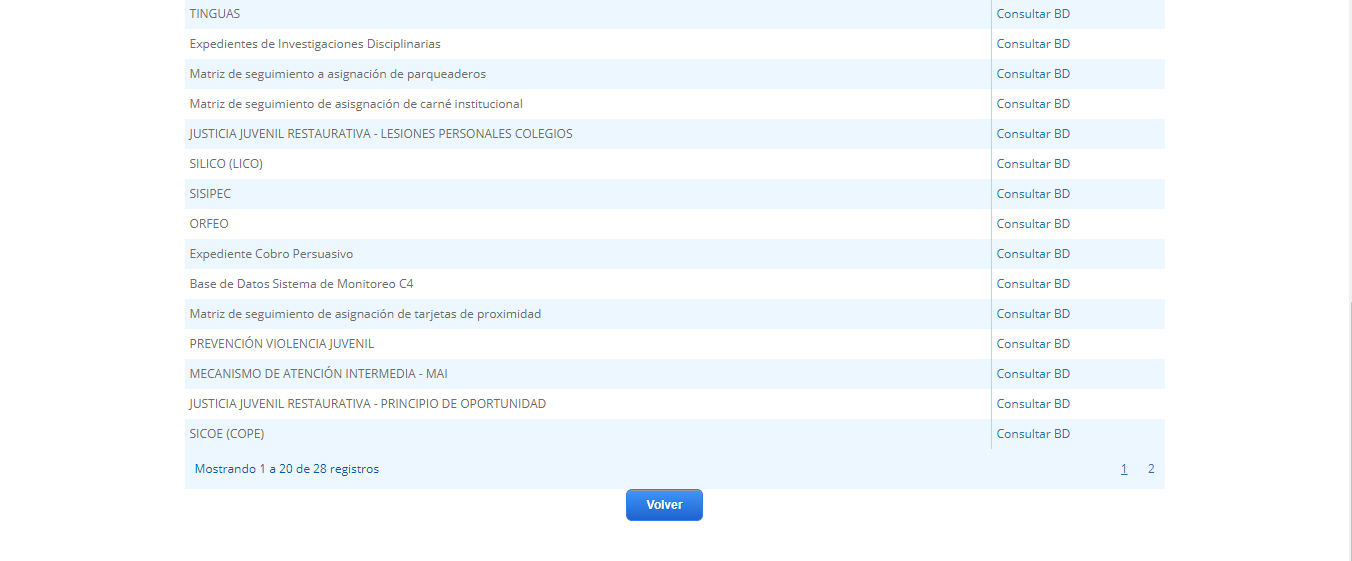 TINGUAS Consultar BD
Expedientes de Investigaciones Disciplinarias Consultar BD
Matriz de seguimiento a asignación de parqueaderos Consultar BD
Matriz de seguimiento de asisgnación de carné institucional Consultar BD
JUSTICIA JUVENIL RESTAURATIVA - LESIONES PERSONALES COLEGIOS Consultar BD
SILICO (LICO) Consultar BD
SISIPEC Consultar BD
ORFEO Consultar BD
Expediente Cobro Persuasivo Consultar BD
Base de Datos Sistema de Monitoreo C4 Consultar BD
Matriz de seguimiento de asignación de tarjetas de proximidad Consultar BD
PREVENCIÓN VIOLENCIA JUVENIL Consultar BD
MECANISMO DE ATENCIÓN INTERMEDIA - MAI Consultar BD
JUSTICIA JUVENIL RESTAURATIVA - PRINCIPIO DE OPORTUNIDAD Consultar BD
SICOE (COPE) Consultar BD
Mostrando 1 a 20 de 28 registros 1 2
Volver